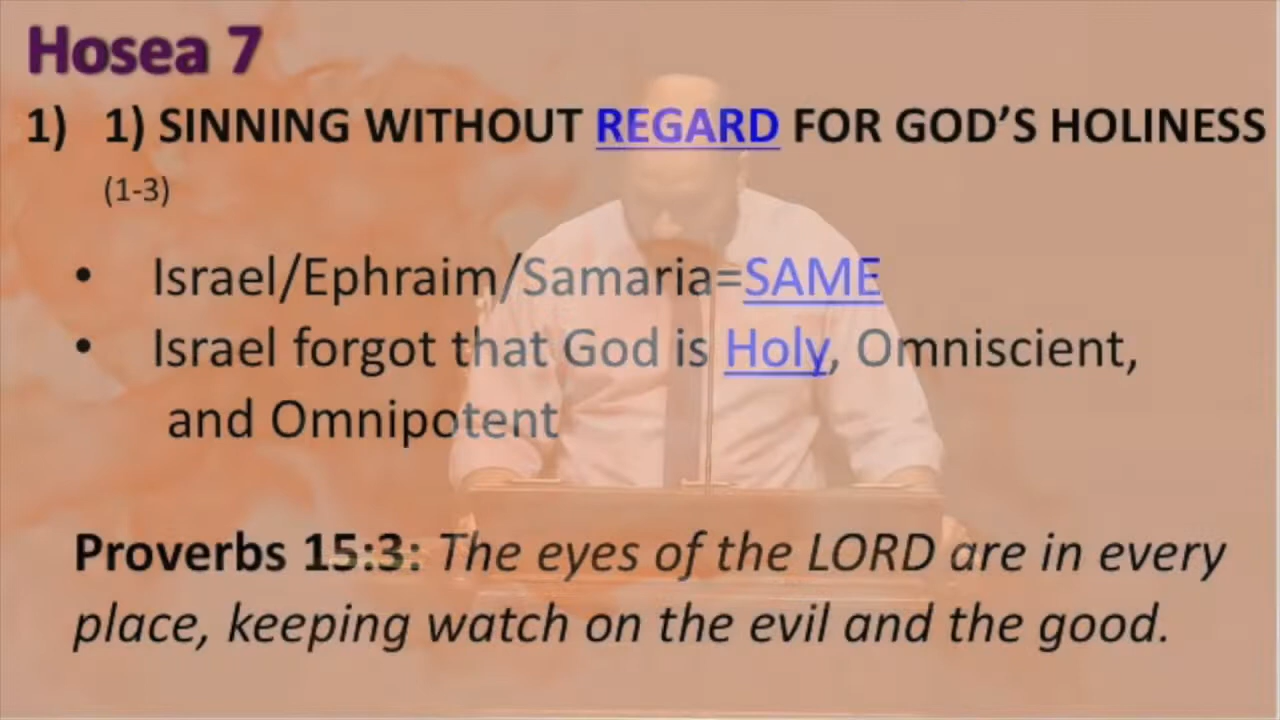 Hosea 7
1) 1) SINNING WITHOUT REGARD FOR GOD’S HOLINESS
(1-3)
• Israel/Ephraim/Samaria=SAME
• Israel forgot that God is Holy, Omniscient,
and Omnipotent
Proverbs 15:3: The eyes of the LORD are in every
place, keeping watch on the evil and the good.